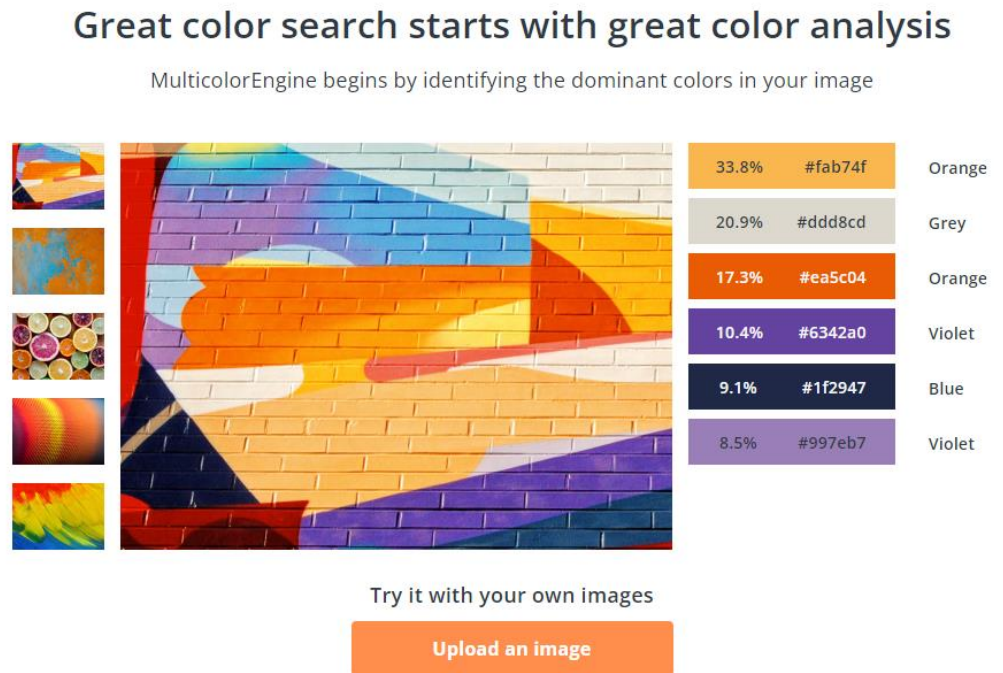 Great color search starts with great color analysis
MulticolorEngine begins by identifying the dominant colors in your image
33.8% #fab74f Orange
20.9% #ddd8cd Grey
17.3% #ea5c04 Orange
10.4% #6342a0 Violet
9.1% #1f2947 Blue
8.5% #997eb7 Violet
Try it with your own images
Upload an image